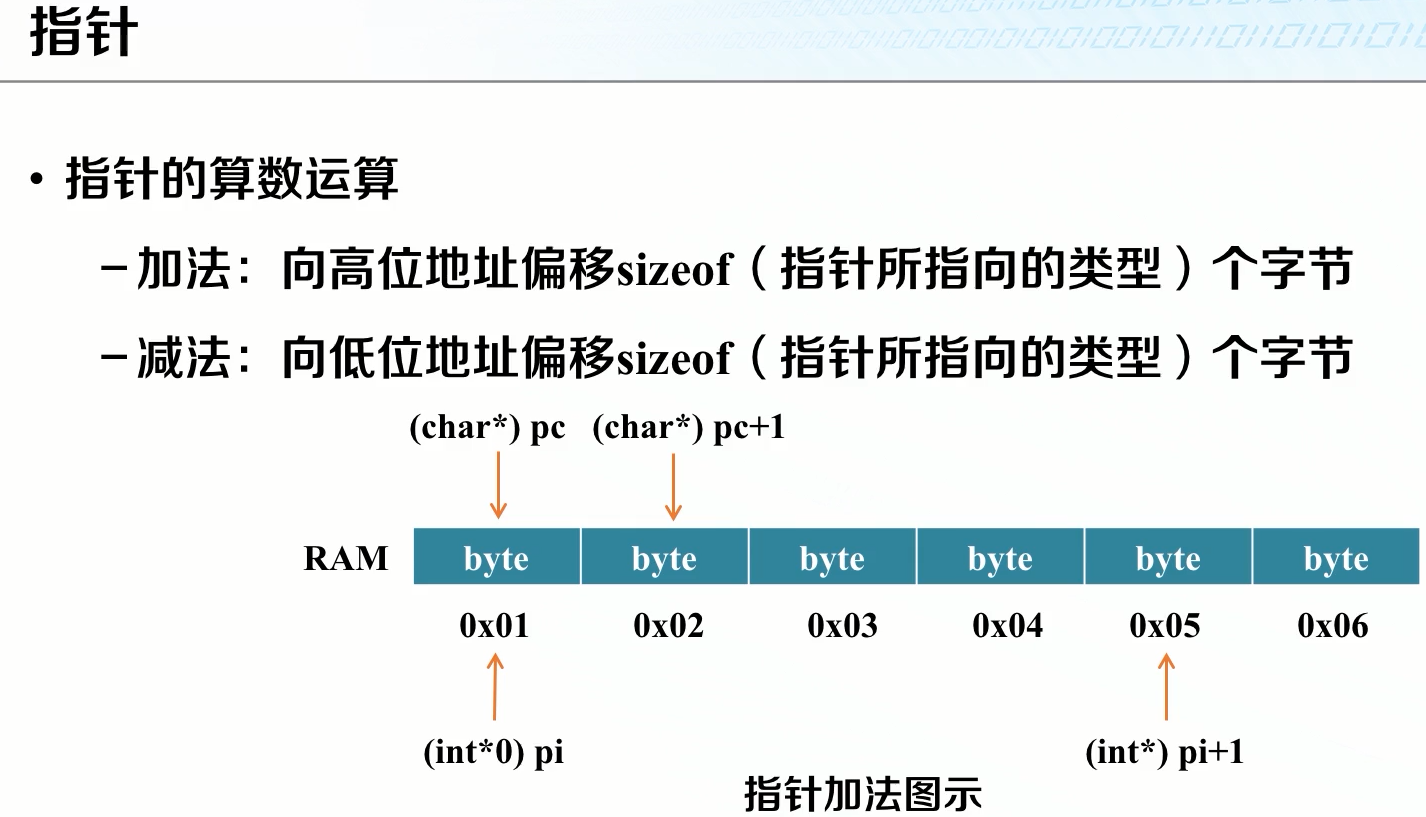 指针
• 指针的算数运算
– 加法：向高位地址偏移sizeof（指针所指向的类型）个字节
– 减法：向低位地址偏移sizeof（指针所指向的类型）个字节
(char*) pc (char*) pc+1
RAM byte byte byte byte byte byte
0x01 0x02 0x03 0x04 0x05 0x06
(int*0) pi (int*) pi+1
指针加法图示